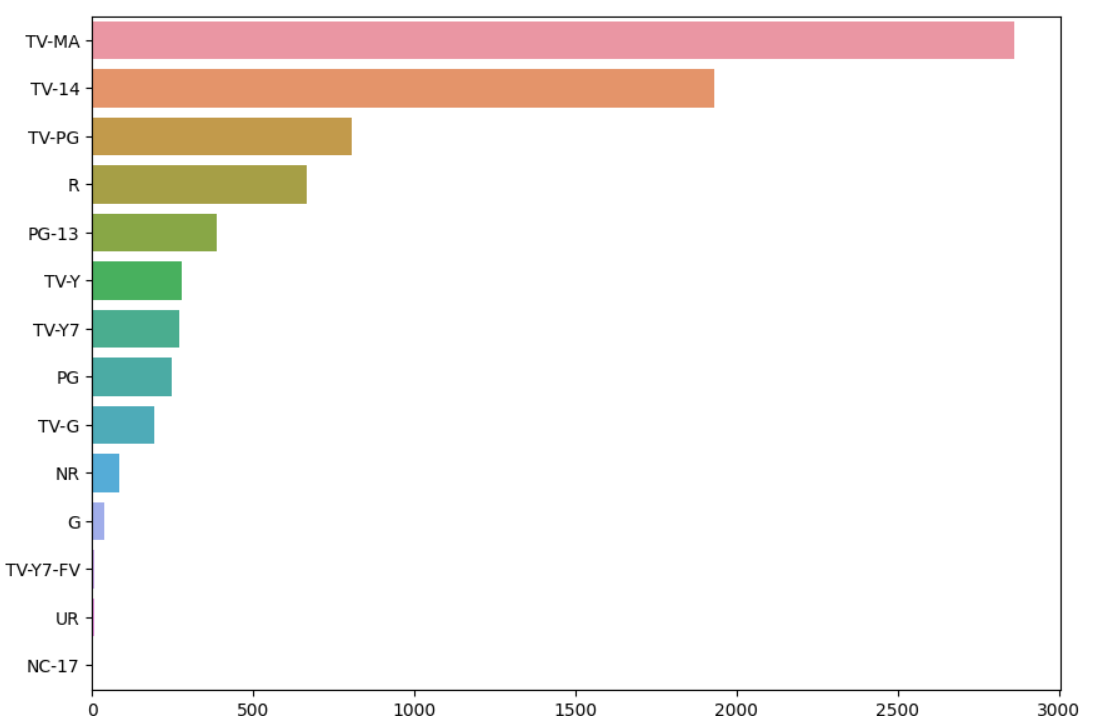 TV-MA
TV-14
TV-PG
R
PG-13
TV-Y
TV-Y7
PG
TV-G
NR
G
TV-Y7-FV
UR
NC-17
0 500 1000 1500 2000 2500 3000